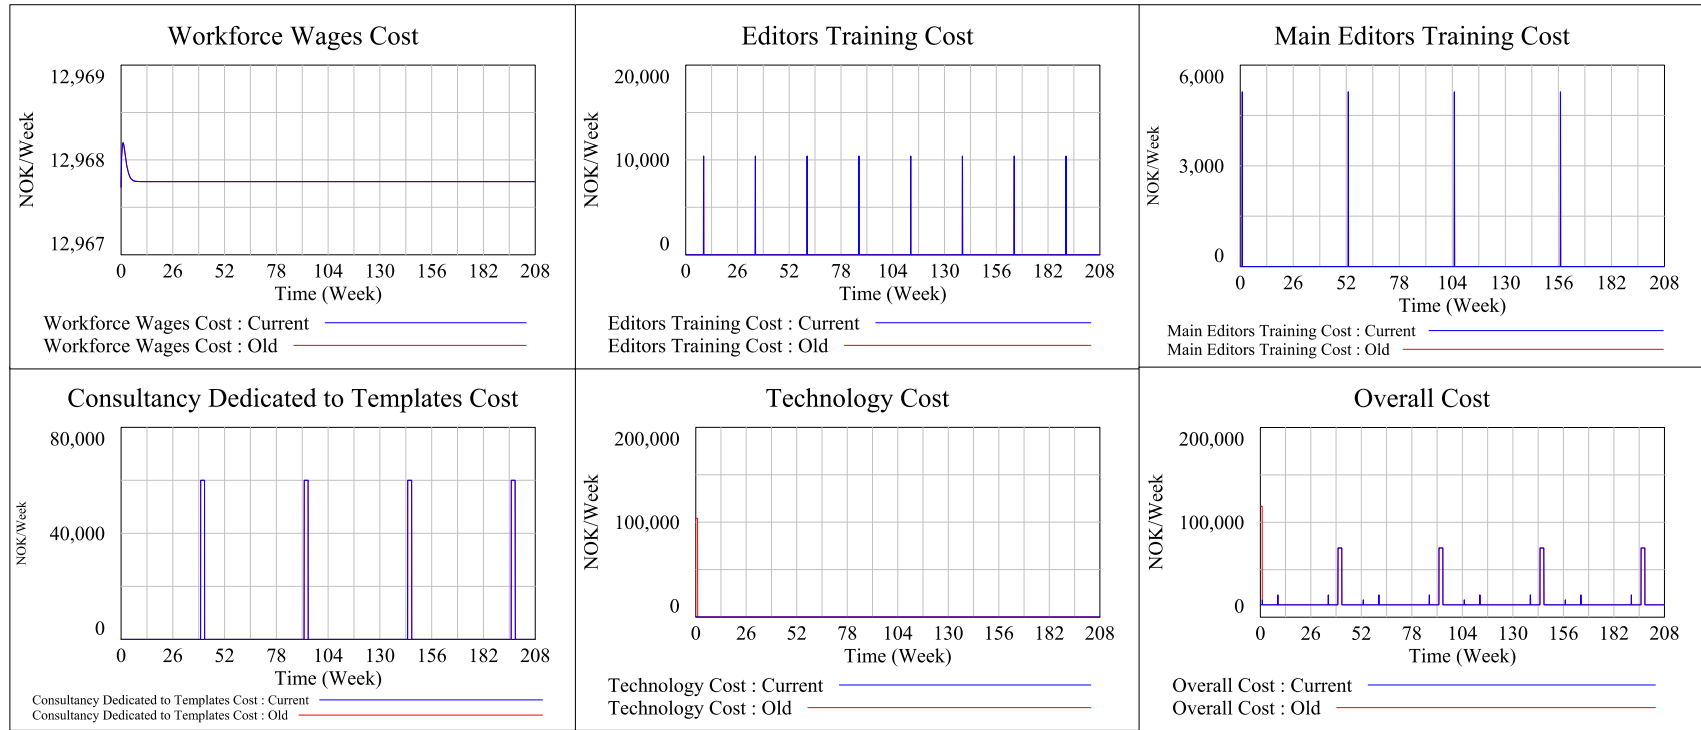 Workforce Wages Cost
12,969
12,968
12,967
NOK/Week
0 26 52 78 104 130 156 182 208
Time (Week)
Workforce Wages Cost : Current
Workforce Wages Cost : Old
Editors Training Cost
20,000
10,000
0
NOK/Week
0 26 52 78 104 130 156 182 208
Time (Week)
Editors Training Cost : Current
Editors Training Cost : Old
Main Editors Training Cost
6,000
3,000
0
NOK/Week
0 26 52 78 104 130 156 182 208
Time (Week)
Main Editors Training Cost : Current
Main Editors Training Cost : Old
Consultancy Dedicated to Templates Cost
80,000
40,000
0
NOK/Week
0 26 52 78 104 130 156 182 208
Time (Week)
Consultancy Dedicated to Templates Cost : Current
Consultancy Dedicated to Templates Cost : Old
Technology Cost
200,000
100,000
0
NOK/Week
0 26 52 78 104 130 156 182 208
Time (Week)
Technology Cost : Current
Technology Cost : Old
Overall Cost
200,000
100,000
0
NOK/Week
0 26 52 78 104 130 156 182 208
Time (Week)
Overall Cost : Current
Overall Cost : Old